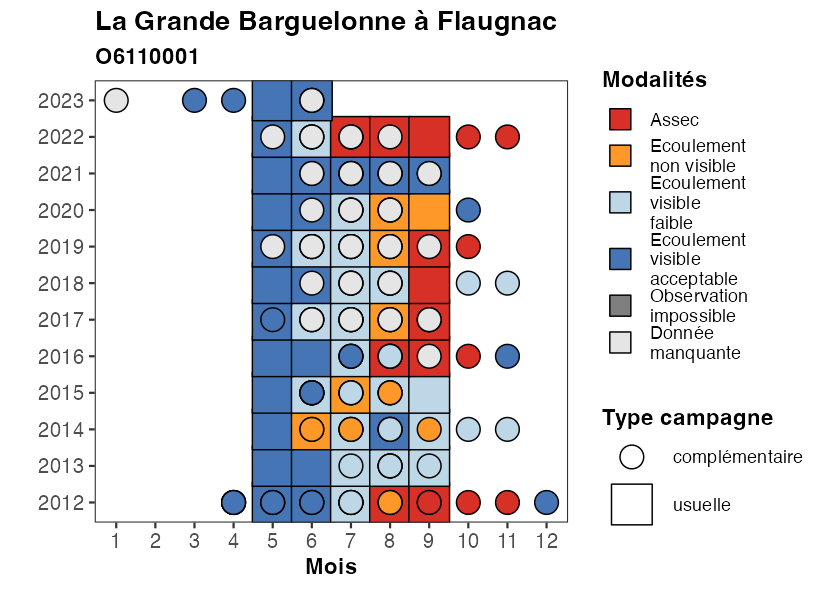 La Grande Barguelonne à Flaugnac
O6110001
2023
2022
2021
2020
2019
2018
2017
2016
2015
2014
2013
2012
1 2 3 4 5 6 7 8 9 10 11 12
Mois
Modalités
Assec
Ecoulement
non visible
Ecoulement
visible
faible
Ecoulement
visible
acceptable
Observation
impossible
Donnée
manquante
Type campagne
complémentaire
usuelle